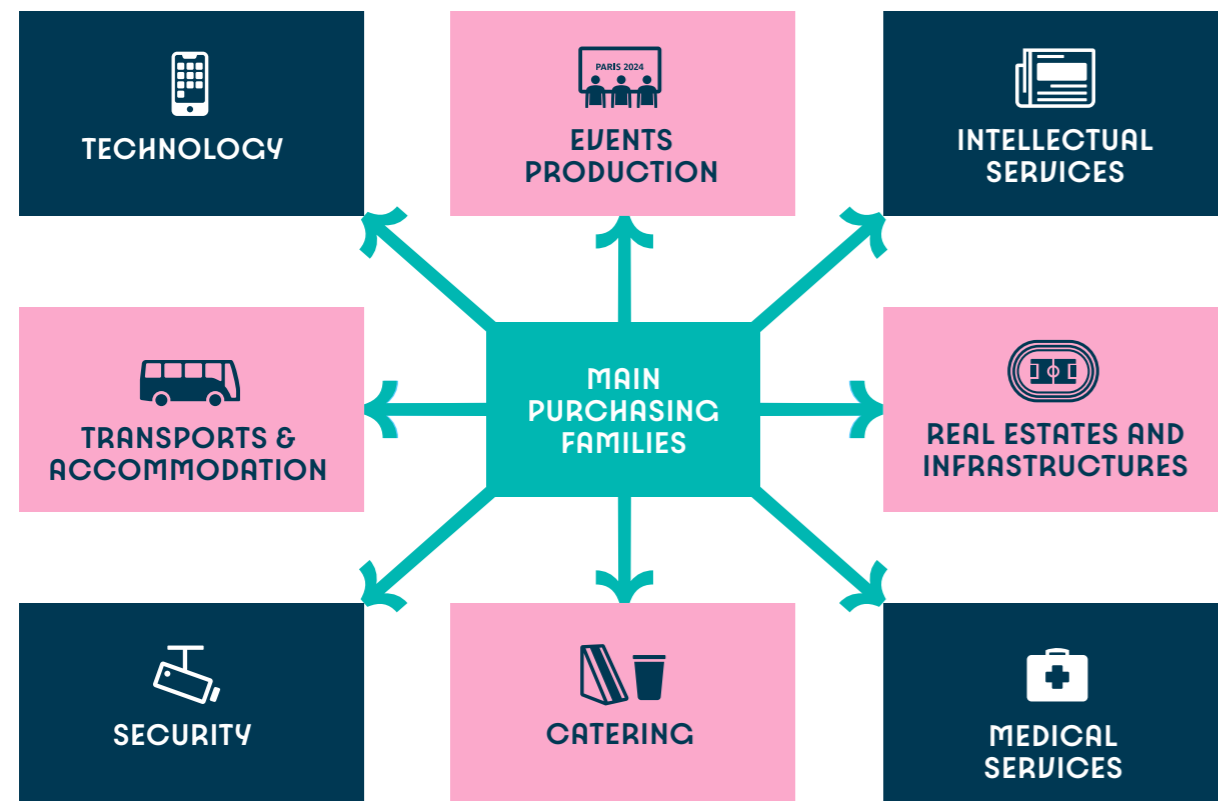 PARIS 2024
TECHNOLOGY
EVENTS
PRODUCTION
INTELLECTUAL
SERVICES
TRANSPORTS &
ACCOMMODATION
MAIN
PURCHASING
FAMILIES
REAL ESTATES AND
INFRASTRUCTURES
SECURITY
CATERING
MEDICAL
SERVICES